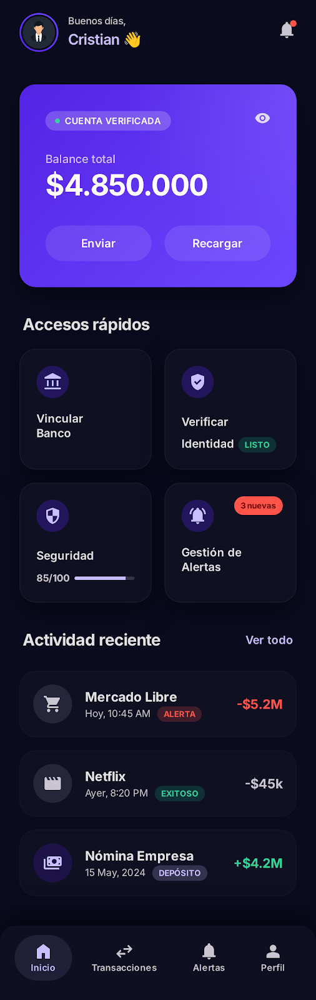 Buenos días,
Cristian 👋
CUENTA VERIFICADA
Balance total
$4.850.000
Enviar
Recargar
Accesos rápidos
Vincular
Banco
Verificar
Identidad LISTO
Seguridad
85/100
3 nuevas
Gestión de
Alertas
Actividad reciente
Ver todo
Mercado Libre
Hoy, 10:45 AM ALERTA
-$5.2M
Netflix
Ayer, 8:20 PM EXITOSO
-$45k
Nómina Empresa
15 May, 2024 DEPÓSITO
+$4.2M
Inicio
Transacciones
Alertas
Perfil